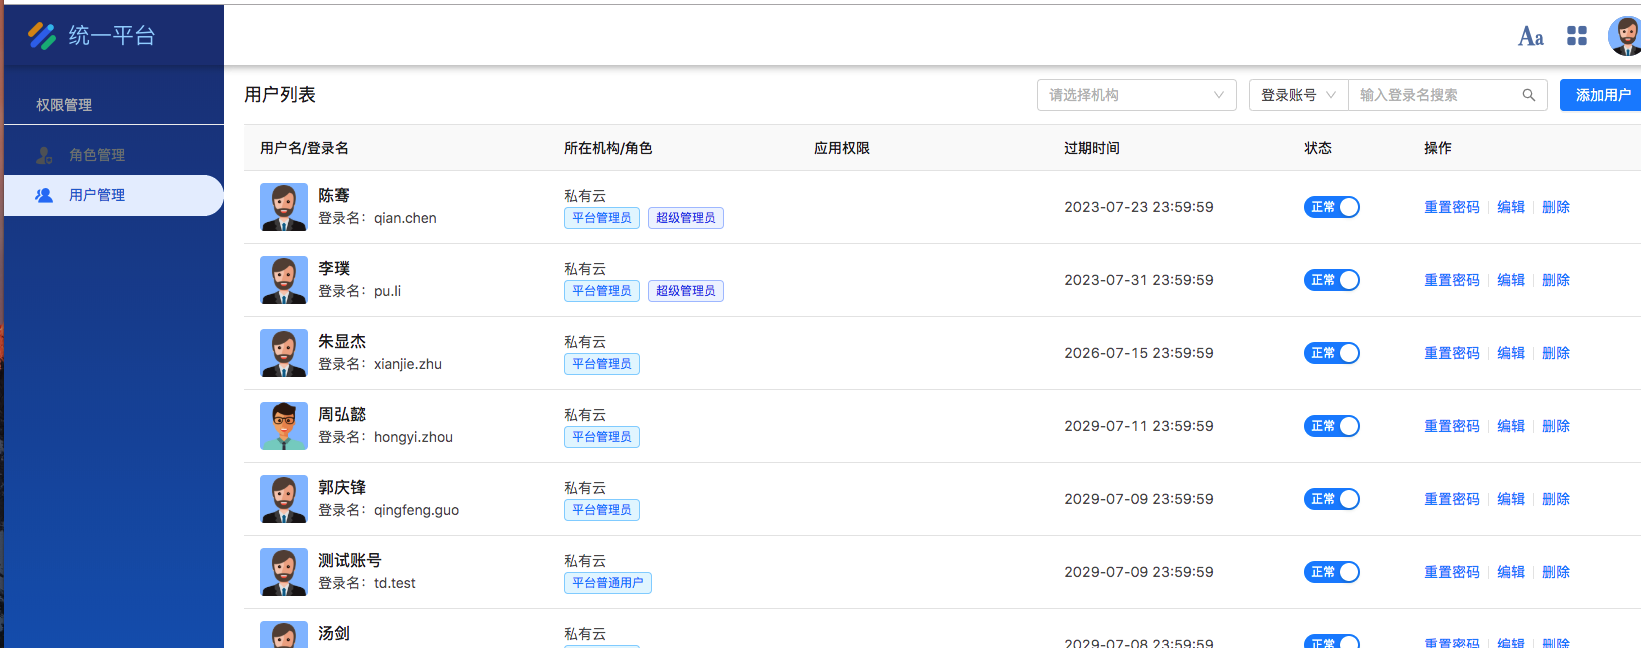 统一平台
Aa
权限管理
角色管理
用户管理
用户列表
请选择机构
登录账号
输入登录名搜索
添加用户
用户名/登录名 所在机构/角色 应用权限 过期时间 状态 操作
陈骞
登录名：qian.chen
私有云
平台管理员 超级管理员
2023-07-23 23:59:59
正常
重置密码 编辑 删除
李璞
登录名：pu.li
私有云
平台管理员 超级管理员
2023-07-31 23:59:59
正常
重置密码 编辑 删除
朱显杰
登录名：xianjie.zhu
私有云
平台管理员
2026-07-15 23:59:59
正常
重置密码 编辑 删除
周弘懿
登录名：hongyi.zhou
私有云
平台管理员
2029-07-11 23:59:59
正常
重置密码 编辑 删除
郭庆锋
登录名：qingfeng.guo
私有云
平台管理员
2029-07-09 23:59:59
正常
重置密码 编辑 删除
测试账号
登录名：td.test
私有云
平台普通用户
2029-07-09 23:59:59
正常
重置密码 编辑 删除
汤剑
私有云
2029-07-08 23:59:59
正常
重置密码 编辑 删除